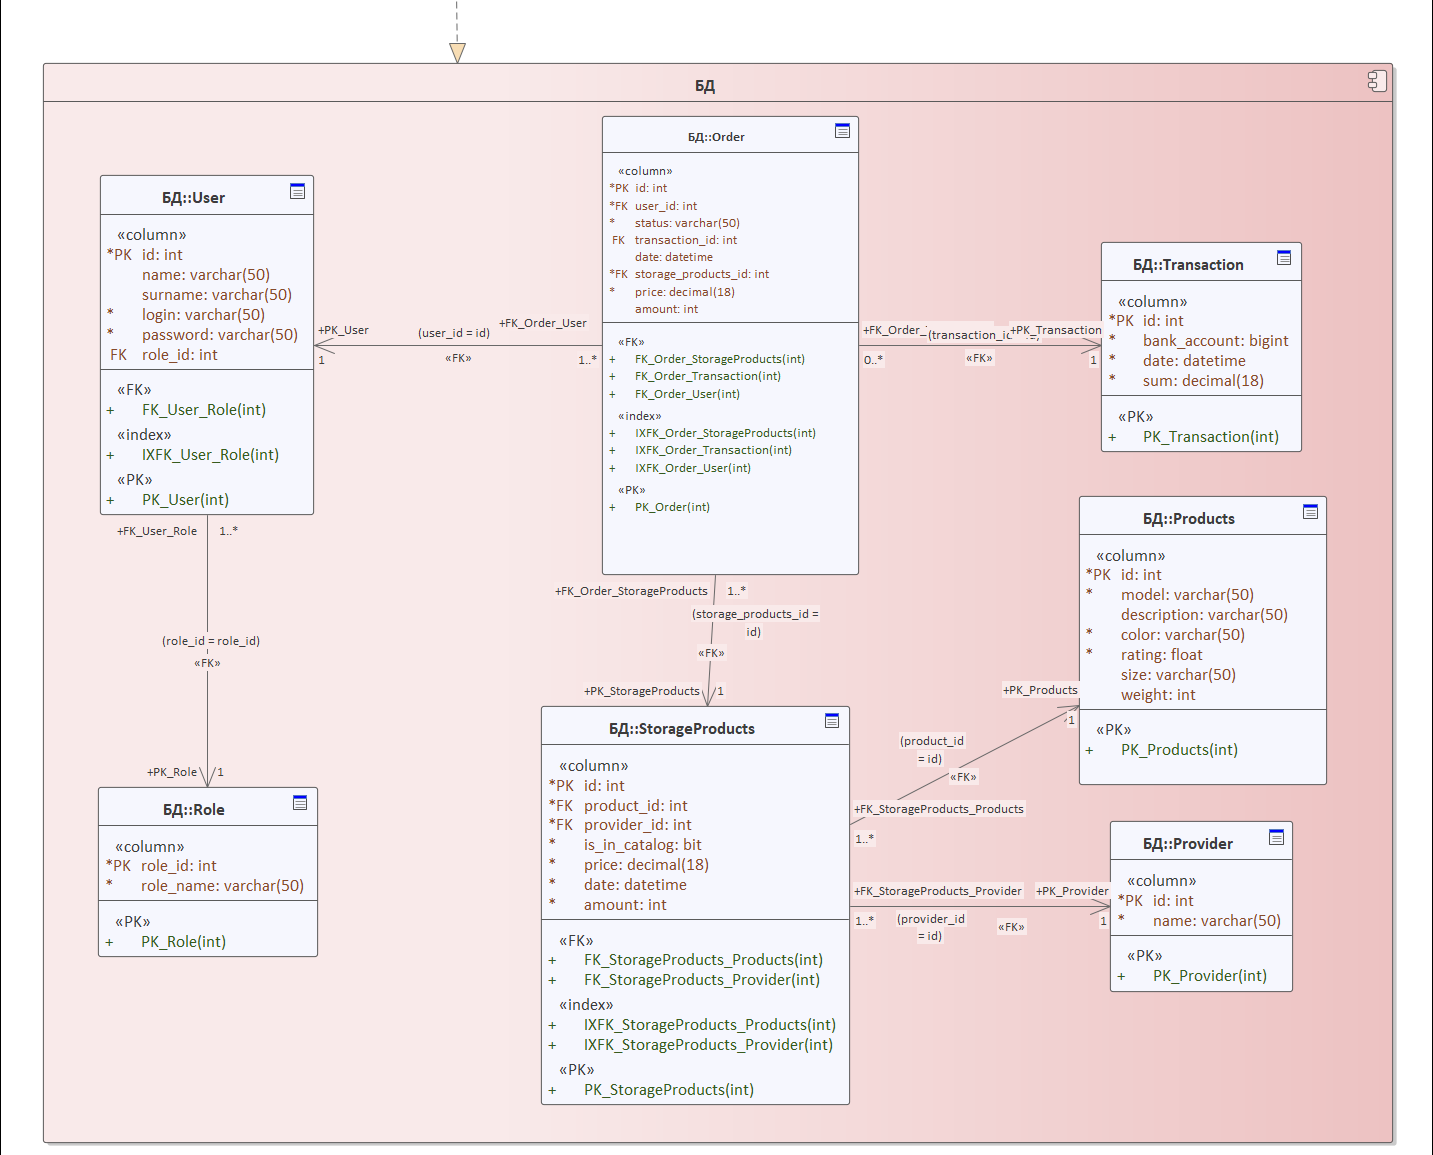 БД
БД::User
«column»
*PK id: int
name: varchar(50)
surname: varchar(50)
* login: varchar(50)
* password: varchar(50)
FK role_id: int
«FK»
+ FK_User_Role(int)
«index»
+ IXFK_User_Role(int)
«PK»
+ PK_User(int)
БД::Order
«column»
*PK id: int
*FK user_id: int
* status: varchar(50)
FK transaction_id: int
date: datetime
*FK storage_products_id: int
* price: decimal(18)
amount: int
«FK»
+ FK_Order_StorageProducts(int)
+ FK_Order_Transaction(int)
+ FK_Order_User(int)
«index»
+ IXFK_Order_StorageProducts(int)
+ IXFK_Order_Transaction(int)
+ IXFK_Order_User(int)
«PK»
+ PK_Order(int)
БД::Transaction
«column»
*PK id: int
* bank_account: bigint
* date: datetime
* sum: decimal(18)
«PK»
+ PK_Transaction(int)
+PK_User
(user_id = id)
+FK_Order_User
1
«FK»
1..*
+FK_Order_
(transaction_id
+PK_Transaction
0..*
«FK»
1
+FK_User_Role
1..*
(role_id = role_id)
«FK»
+PK_Role
1
БД::Role
«column»
*PK role_id: int
* role_name: varchar(50)
«PK»
+ PK_Role(int)
+FK_Order_StorageProducts
1..*
(storage_products_id =
id)
«FK»
+PK_StorageProducts
1
БД::StorageProducts
«column»
*PK id: int
*FK product_id: int
*FK provider_id: int
* is_in_catalog: bit
* price: decimal(18)
* date: datetime
* amount: int
«FK»
+ FK_StorageProducts_Products(int)
+ FK_StorageProducts_Provider(int)
«index»
+ IXFK_StorageProducts_Products(int)
+ IXFK_StorageProducts_Provider(int)
«PK»
+ PK_StorageProducts(int)
БД::Products
«column»
*PK id: int
* model: varchar(50)
description: varchar(50)
* color: varchar(50)
* rating: float
size: varchar(50)
weight: int
«PK»
+ PK_Products(int)
+PK_Products
1
(product_id
= id)
«FK»
+FK_StorageProducts_Products
1..*
+FK_StorageProducts_Provider
+PK_Provider
1..*
(provider_id
= id)
«FK»
1
БД::Provider
«column»
*PK id: int
* name: varchar(50)
«PK»
+ PK_Provider(int)